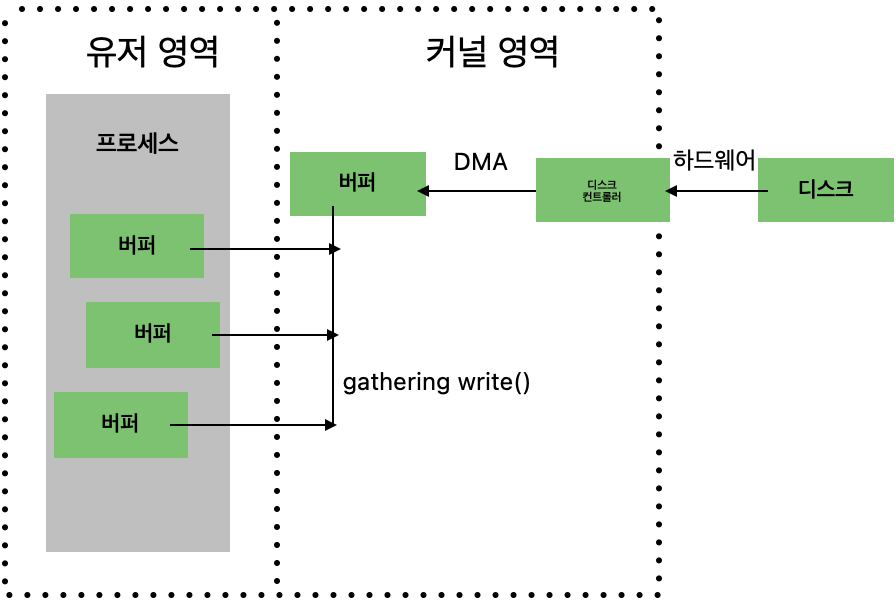 유저 영역
커널 영역
프로세스
버퍼
DMA
디스크
컨트롤러
하드웨어
디스크
버퍼
버퍼
gathering write()
버퍼